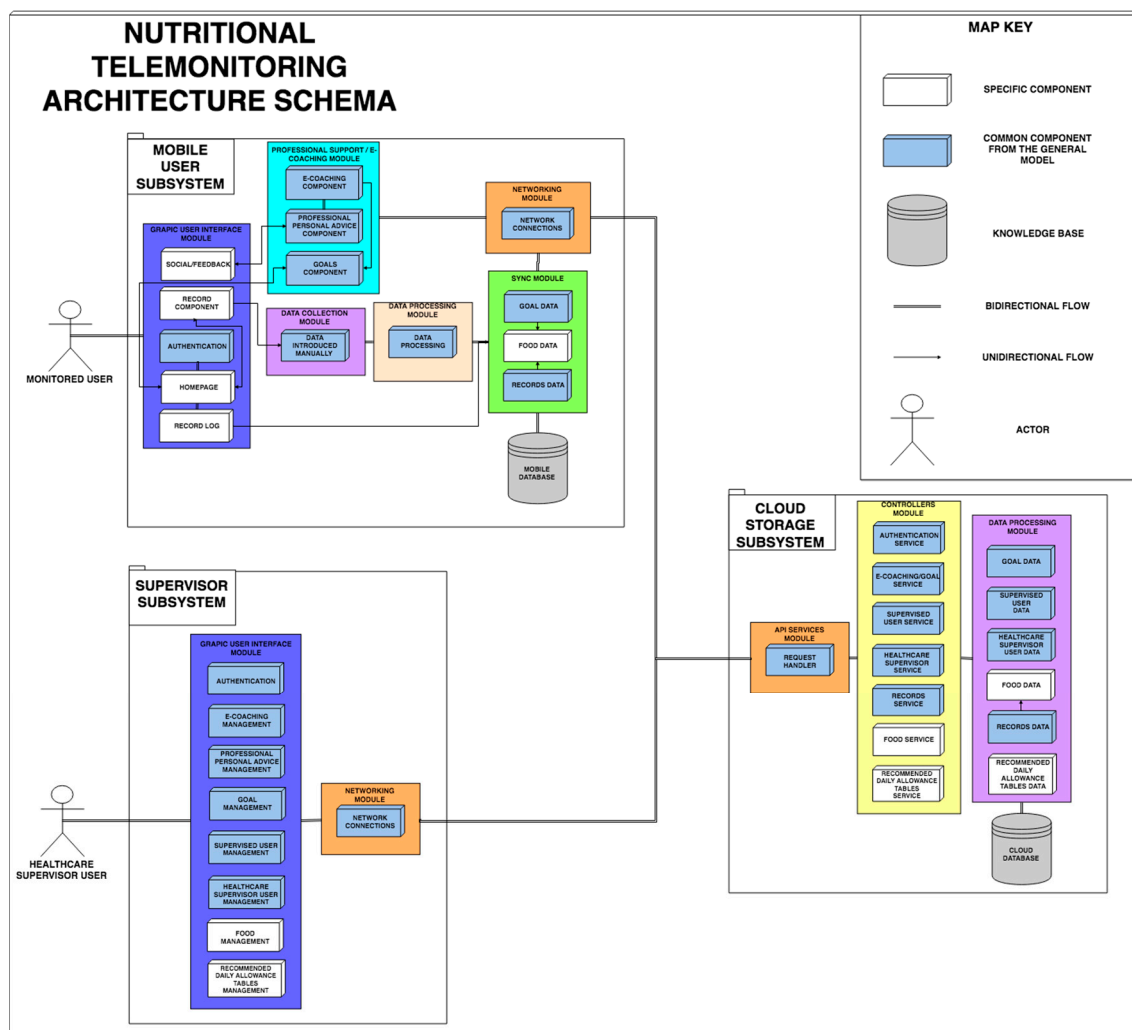 NUTRITIONAL
TELEMONITORING
ARCHITECTURE SCHEMA
MAP KEY
SPECIFIC COMPONENT
COMMON COMPONENT
FROM THE GENERAL
MODEL
KNOWLEDGE BASE
BIDIRECTIONAL FLOW
UNIDIRECTIONAL FLOW
ACTOR
MOBILE
USER
SUBSYSTEM
PROFESSIONAL SUPPORT / E-
COACHING MODULE
E-COACHING
COMPONENT
PROFESSIONAL
PERSONAL ADVICE
COMPONENT
GOALS
COMPONENT
NETWORKING
MODULE
NETWORK
CONNECTIONS
GRAPIC USER INTERFACE
MODULE
SOCIAL/FEEDBACK
RECORD
COMPONENT
AUTHENTICATION
HOMEPAGE
RECORD LOG
MONITORED USER
DATA COLLECTION
MODULE
DATA
INTRODUCED
MANUALLY
DATA PROCESSING
MODULE
DATA
PROCESSING
SYNC MODULE
GOAL DATA
FOOD DATA
RECORDS DATA
MOBILE
DATABASE
SUPERVISOR
SUBSYSTEM
GRAPIC USER INTERFACE
MODULE
AUTHENTICATION
E-COACHING
MANAGEMENT
PROFESSIONAL
PERSONAL ADVICE
MANAGEMENT
GOAL
MANAGEMENT
SUPERVISED USER
MANAGEMENT
HEALTHCARE
SUPERVISOR USER
MANAGEMENT
FOOD
MANAGEMENT
RECOMMENDED
DAILY ALLOWANCE
TABLES
MANAGEMENT
HEALTHCARE
SUPERVISOR USER
NETWORKING
MODULE
NETWORK
CONNECTIONS
CLOUD
STORAGE
SUBSYSTEM
API SERVICES
MODULE
REQUEST
HANDLER
CONTROLLERS
MODULE
AUTHENTICATION
SERVICE
E-COACHING/GOAL
SERVICE
SUPERVISED
USER SERVICE
HEALTHCARE
SUPERVISOR
SERVICE
RECORDS
SERVICE
FOOD SERVICE
RECOMMENDED
DAILY ALLOWANCE
TABLES
SERVICE
DATA PROCESSING
MODULE
GOAL DATA
SUPERVISED
USER
DATA
HEALTHCARE
SUPERVISOR
USER DATA
FOOD DATA
RECORDS DATA
RECOMMENDED
DAILY
ALLOWANCE
TABLES DATA
CLOUD
DATABASE